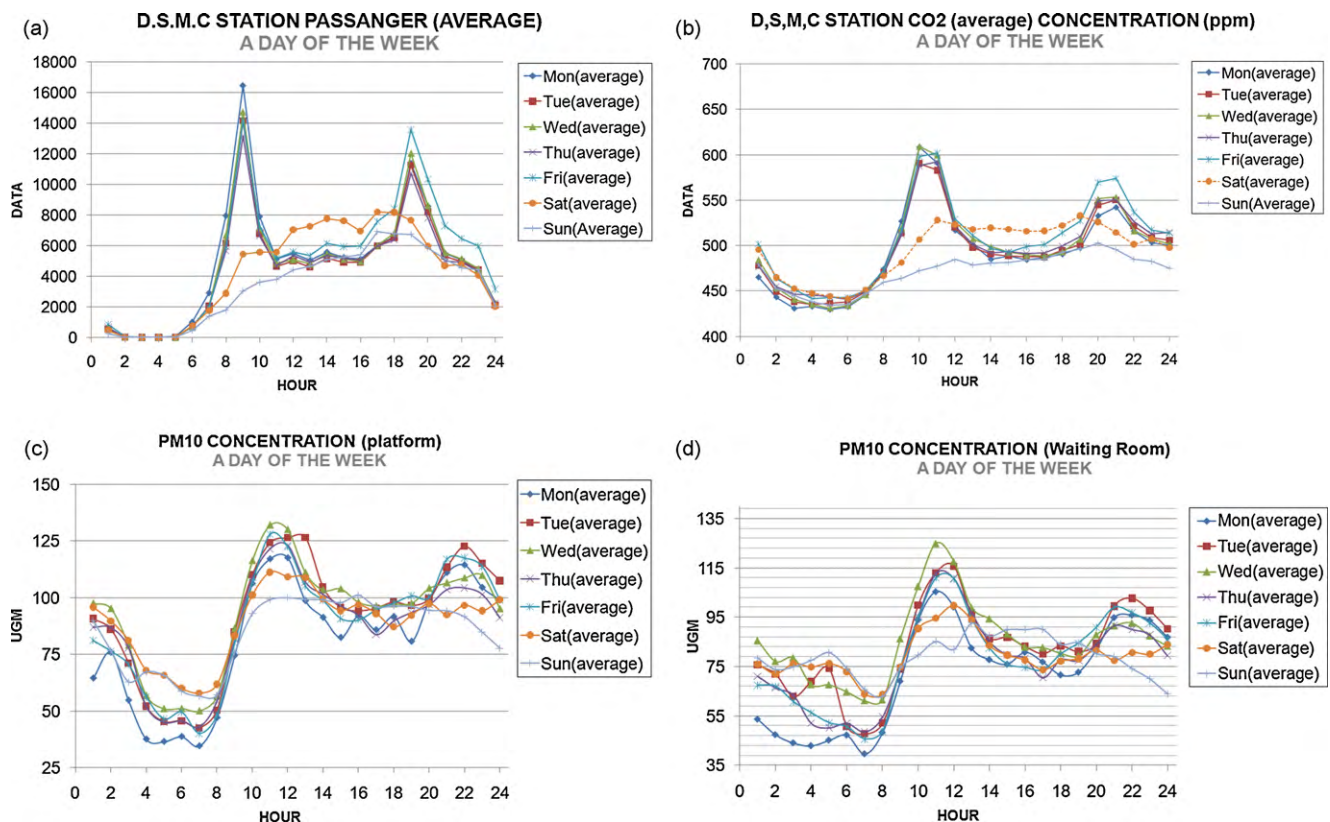 (a)
D.S.M.C STATION PASSANGER (AVERAGE)
A DAY OF THE WEEK
18000
16000
14000
12000
10000
8000
6000
4000
2000
0
DATA
0 2 4 6 8 10 12 14 16 18 20 22 24
HOUR
Mon(average)
Tue(average)
Wed(average)
Thu(average)
Fri(average)
Sat(average)
Sun(Average)
(b)
D,S,M,C STATION CO2 (average) CONCENTRATION (ppm)
A DAY OF THE WEEK
700
650
600
550
500
450
400
DATA
0 2 4 6 8 10 12 14 16 18 20 22 24
HOUR
Mon(average)
Tue(average)
Wed(average)
Thu(average)
Fri(average)
Sat(average)
Sun(Average)
(c)
PM10 CONCENTRATION (platform)
A DAY OF THE WEEK
150
125
100
75
50
25
UGM
0 2 4 6 8 10 12 14 16 18 20 22 24
HOUR
Mon(average)
Tue(average)
Wed(average)
Thu(average)
Fri(average)
Sat(average)
Sun(average)
(d)
PM10 CONCENTRATION (Waiting Room)
A DAY OF THE WEEK
135
115
95
75
55
35
UGM
0 2 4 6 8 10 12 14 16 18 20 22 24
HOUR
Mon(average)
Tue(average)
Wed(average)
Thu(average)
Fri(average)
Sat(average)
Sun(average)